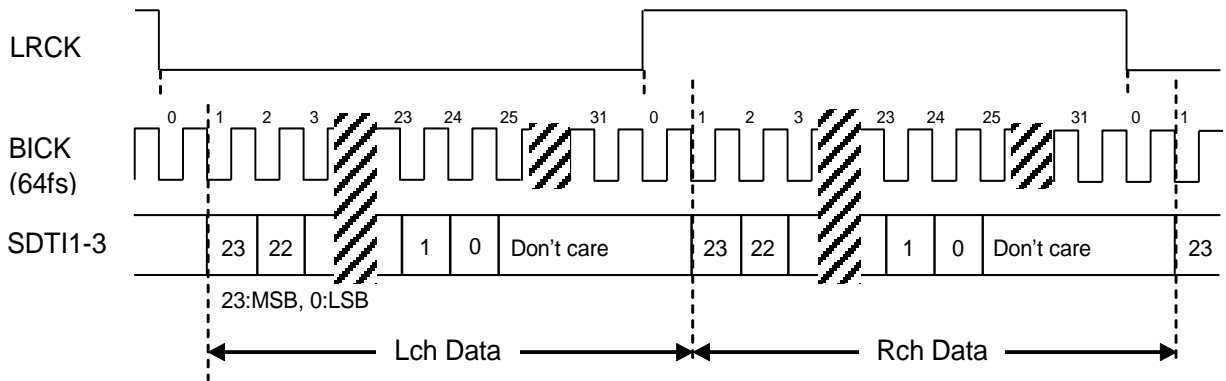 LRCK
0 1 2 3 23 24 25 31 0 1 2 3 23 24 25 31 0 1
BICK
(64fs)
SDTI1-3 23 22 1 0 Don't care 23 22 1 0 Don't care 23
23:MSB, 0:LSB
Lch Data Rch Data